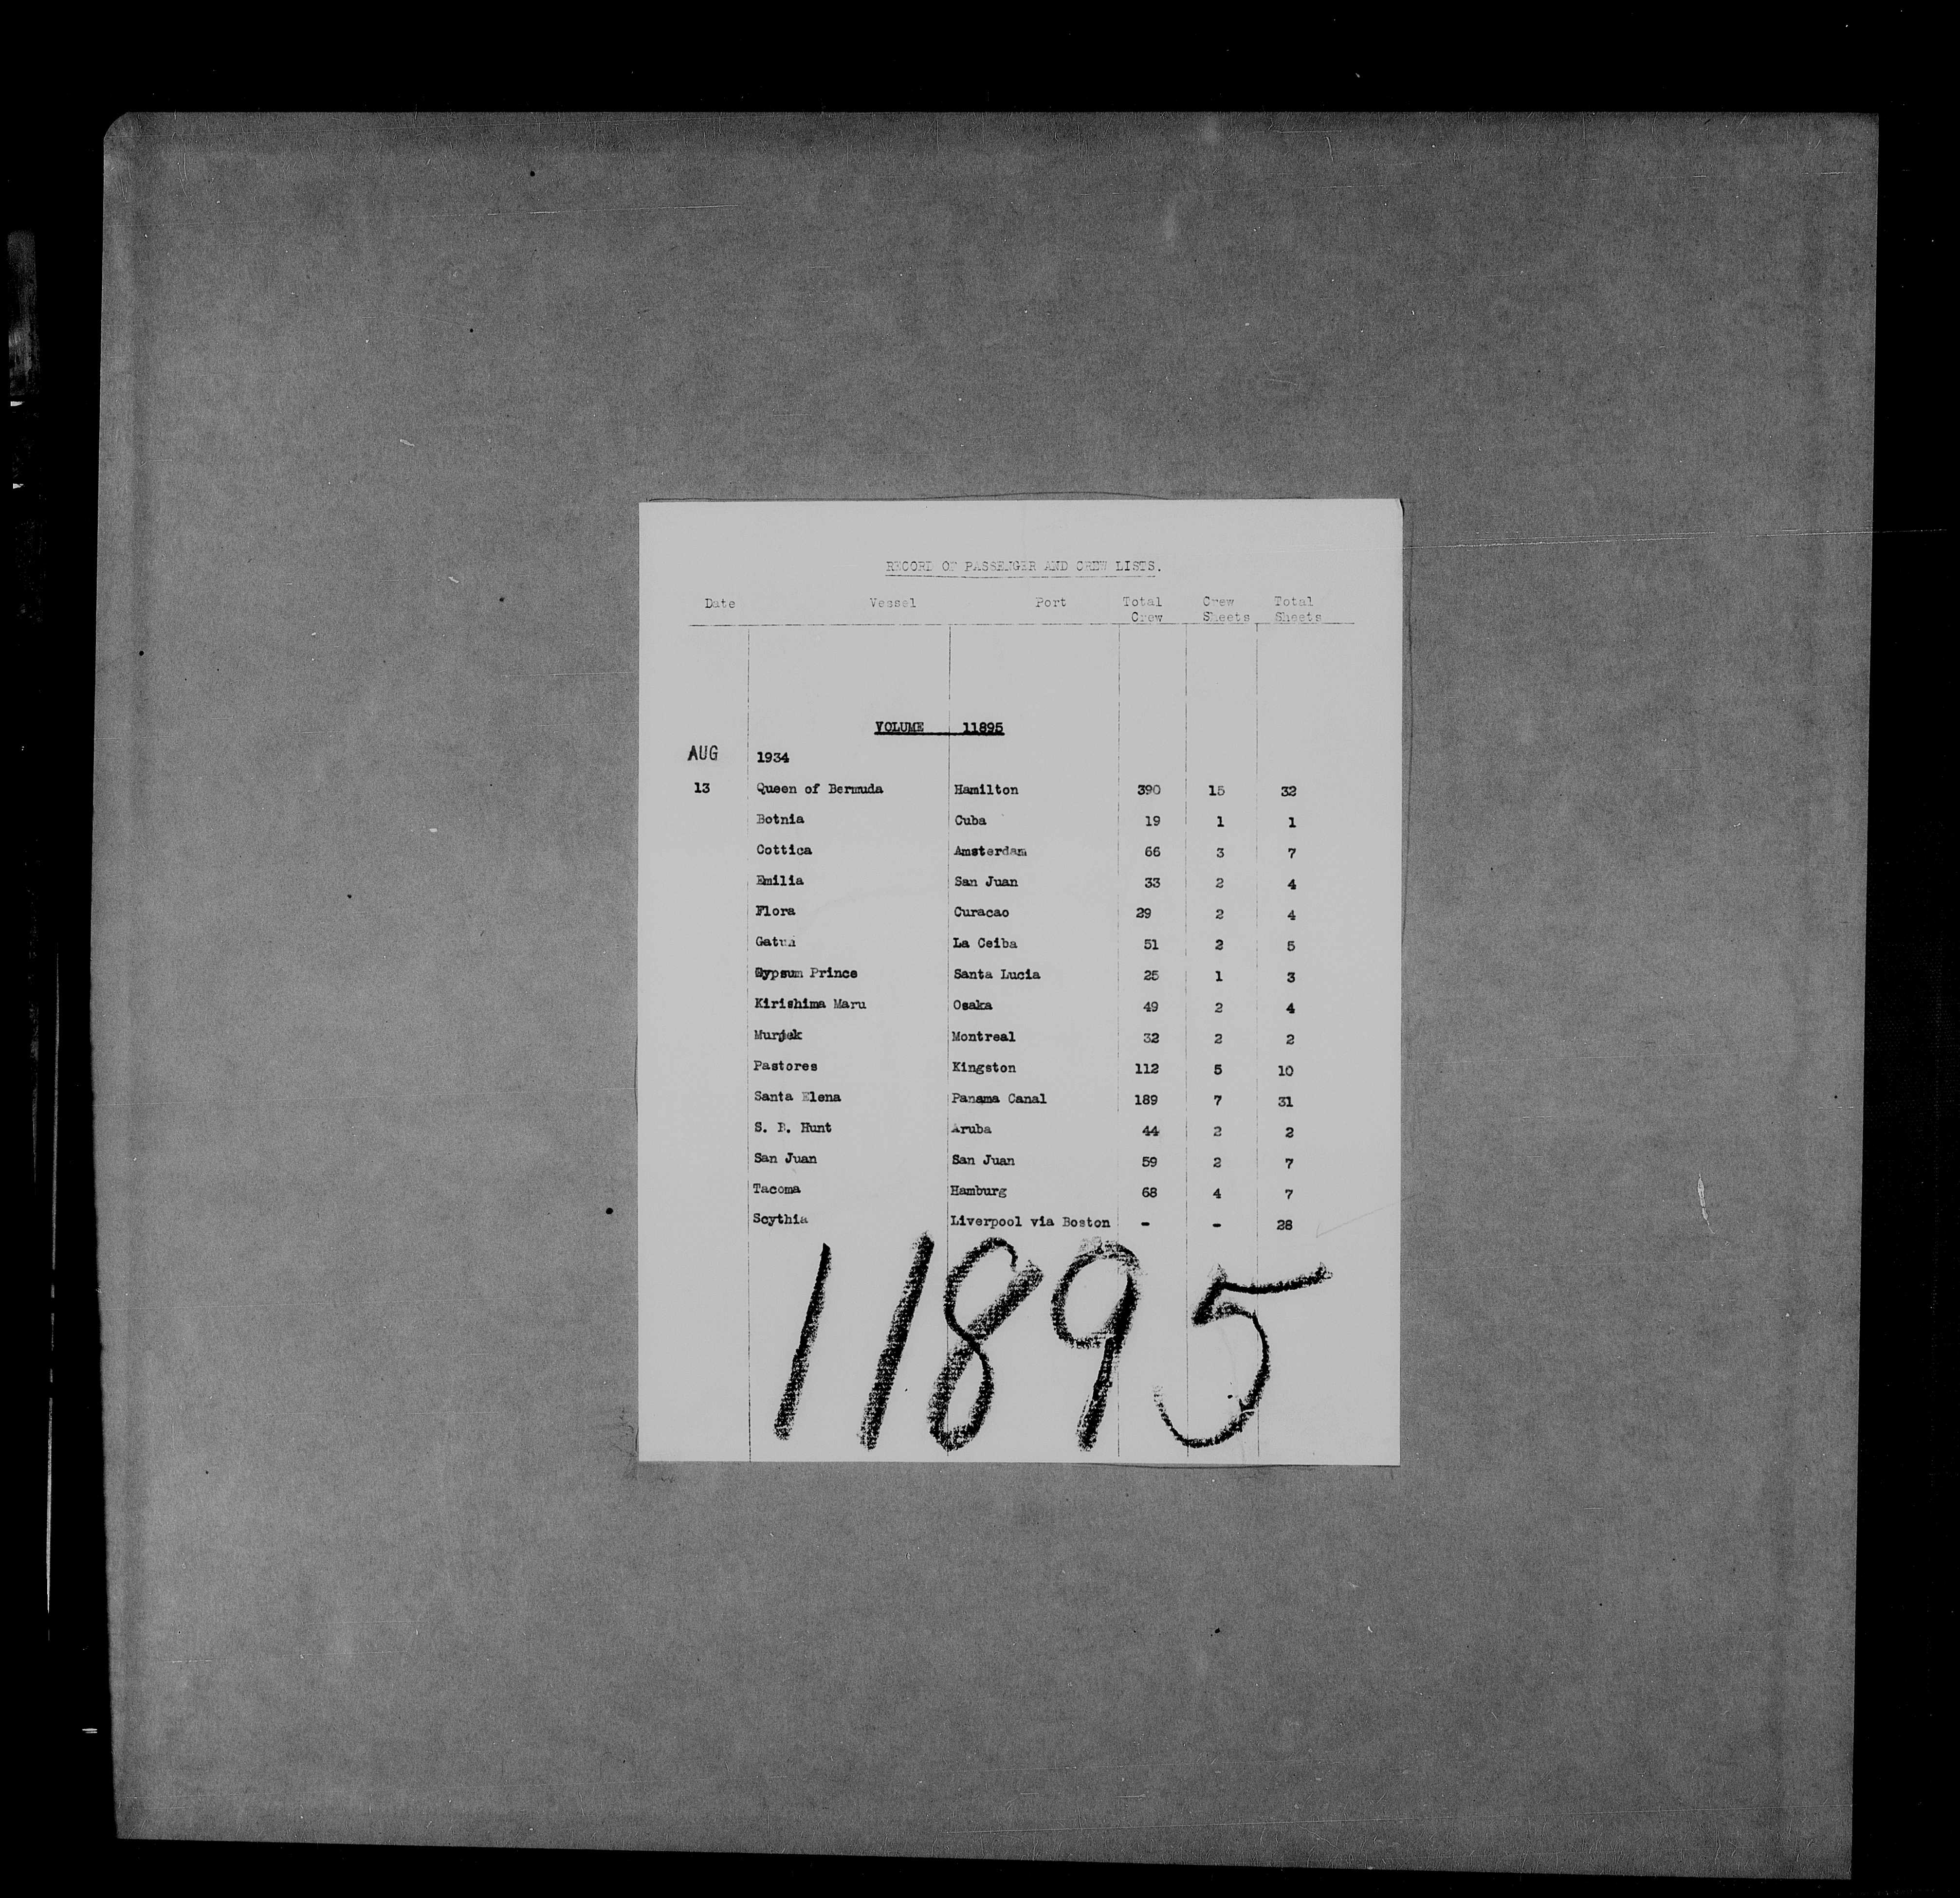 RECORD OF PASSENGER AND CREW LISTS.
Date Vessel Port Total Crew Total
Crew Sheets Sheets
VOLUME 11895
AUG 1934
13 Queen of Bermuda Hamilton 390 15 32
Botnia Cuba 19 1 1
Cottica Amsterdam 66 3 7
Emilia San Juan 33 2 4
Flora Curacao 29 2 4
Gatun La Ceiba 51 2 5
Gypsum Prince Santa Lucia 25 1 3
Kirishima Maru Osaka 49 2 4
Murjek Montreal 32 2 2
Pastores Kingston 112 5 10
Santa Elena Panama Canal 189 7 31
S. B. Hunt Aruba 44 2 2
San Juan San Juan 59 2 7
Tacoma Hamburg 68 4 7
Scythia Liverpool via Boston - - 28
11895